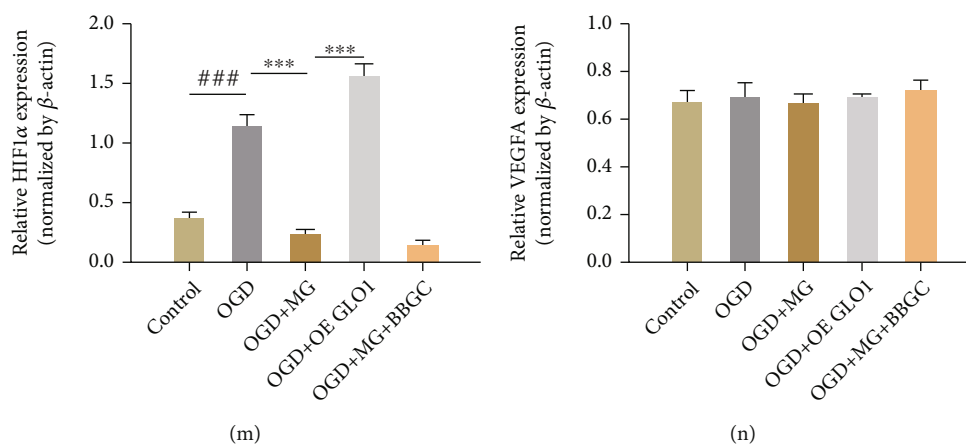 Relative HIF1α expression
(normalized by β-actin)
2.0
1.5
1.0
0.5
0.0
###
***
***
Control
OGD
OGD+MG
OGD+OE GLO1
OGD+MG+BBGC
(m)
Relative VEGFA expression
(normalized by β-actin)
1.0
0.8
0.6
0.4
0.2
0.0
Control
OGD
OGD+MG
OGD+OE GLO1
OGD+MG+BBGC
(n)